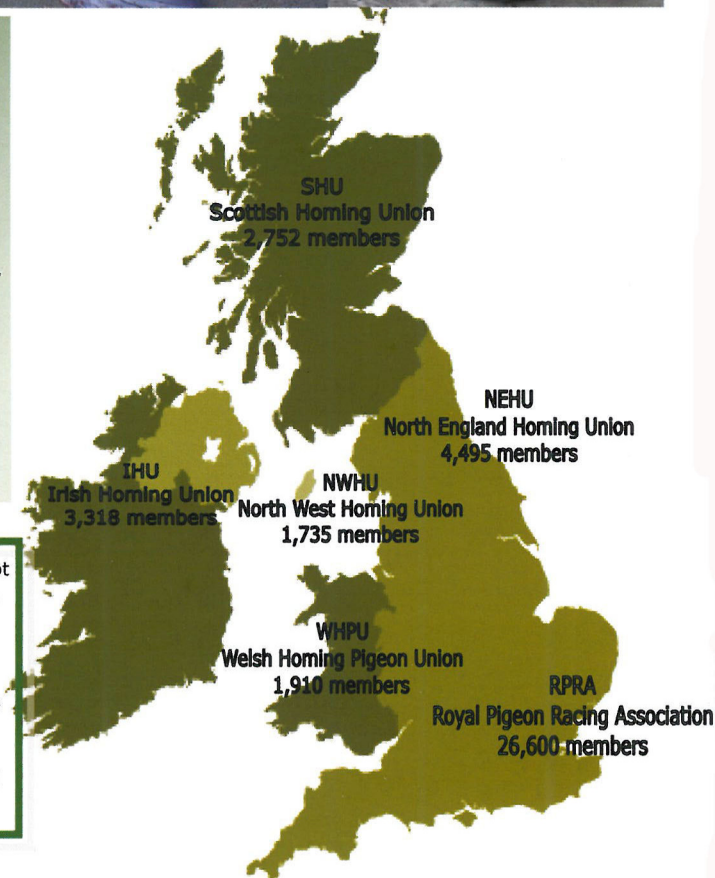 SHU
Scottish Homing Union
2,752 members
NEHU
North England Homing Union
4,495 members
IHU
Irish Homing Union
3,318 members
NWHU
North West Homing Union
1,735 members
WHPU
Welsh Homing Pigeon Union
1,910 members
RPRA
Royal Pigeon Racing Association
26,600 members